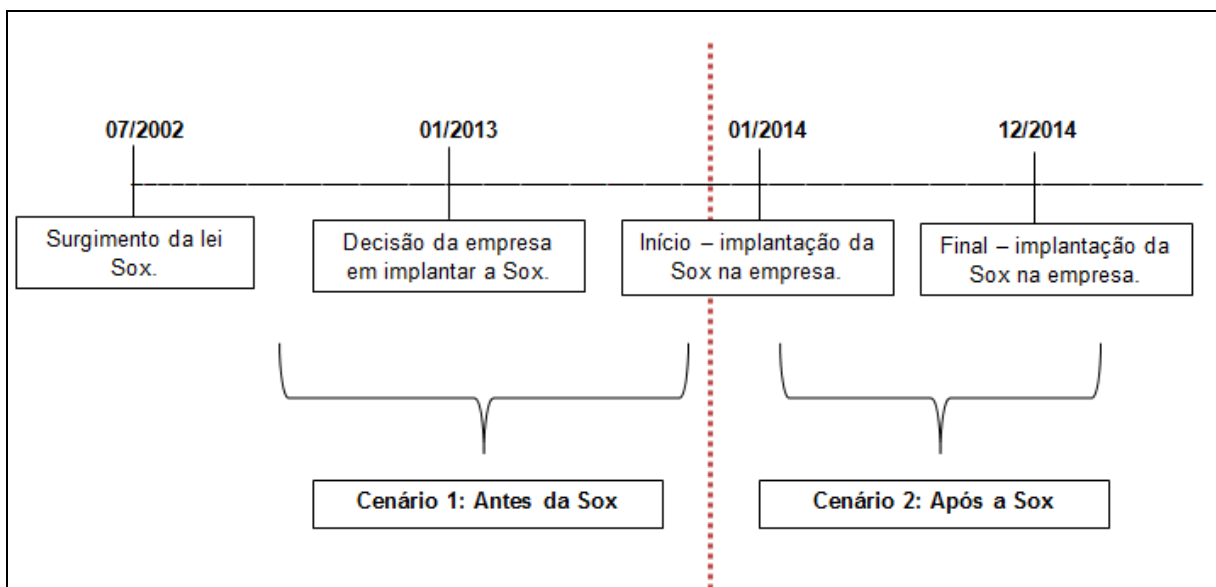 07/2002
01/2013
01/2014
12/2014
Surgimento da lei
Sox.
Decisão da empresa
em implantar a Sox.
Início – implantação da
Sox na empresa.
Final – implantação da
Sox na empresa.
Cenário 1: Antes da Sox
Cenário 2: Após a Sox